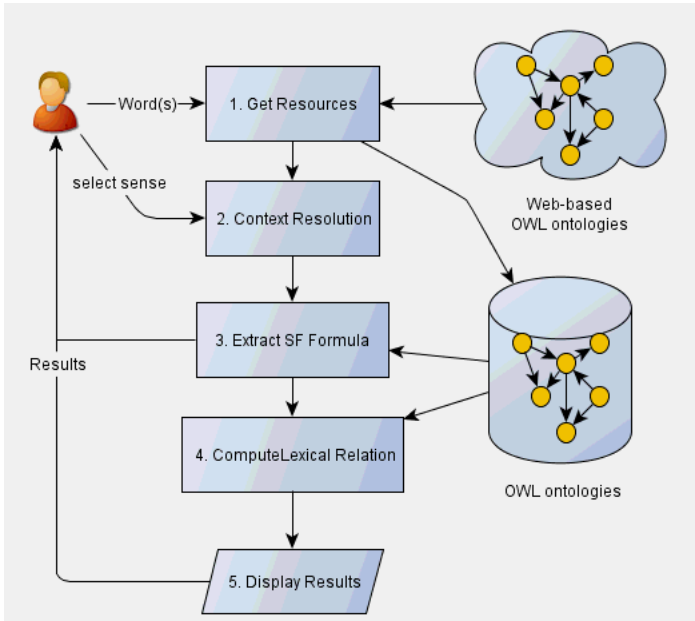 Word(s)
1. Get Resources
select sense
2. Context Resolution
Web-based
OWL ontologies
3. Extract SF Formula
Results
4. ComputeLexical Relation
OWL ontologies
5. Display Results